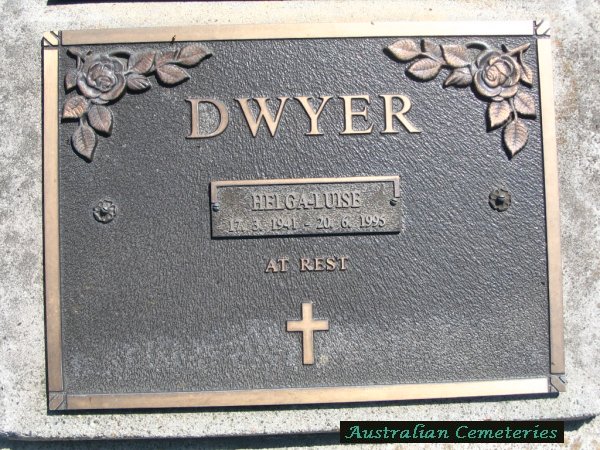 DWYER
HELGA-LUISE
17. 3. 1941 - 20. 6. 1995
AT REST
Australian Cemeteries